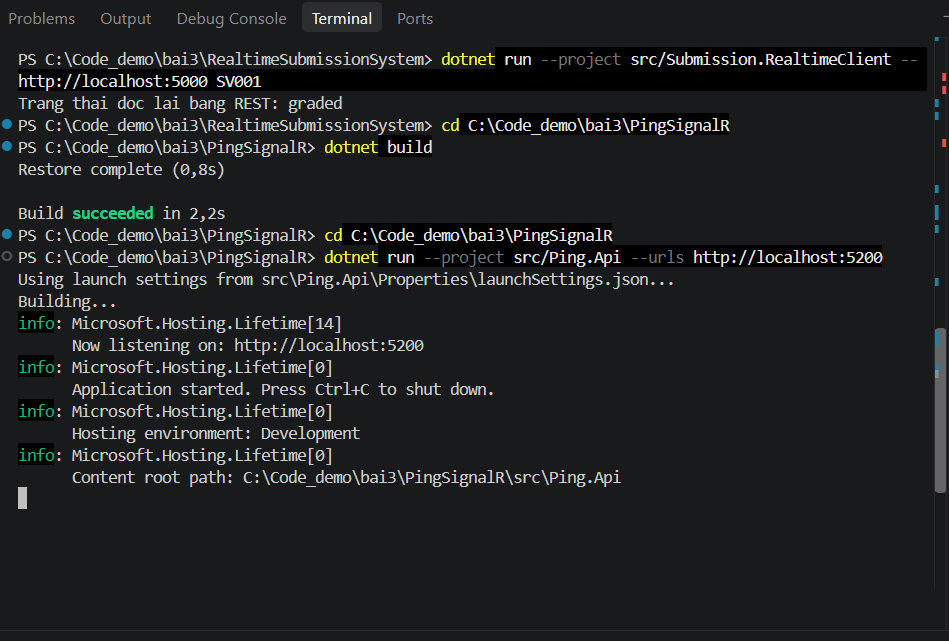 Problems Output Debug Console Terminal Ports
PS C:\Code_demo\bai3\RealtimeSubmissionSystem> dotnet run --project src/Submission.RealtimeClient --
http://localhost:5000 SV001
Trang thai doc lai bang REST: graded
PS C:\Code_demo\bai3\RealtimeSubmissionSystem> cd C:\Code_demo\bai3\PingSignalR
PS C:\Code_demo\bai3\PingSignalR> dotnet build
Restore complete (0,8s)
Build succeeded in 2,2s
PS C:\Code_demo\bai3\PingSignalR> cd C:\Code_demo\bai3\PingSignalR
PS C:\Code_demo\bai3\PingSignalR> dotnet run --project src/Ping.Api --urls http://localhost:5200
Using launch settings from src\Ping.Api\Properties\launchSettings.json...
Building...
info: Microsoft.Hosting.Lifetime[14]
Now listening on: http://localhost:5200
info: Microsoft.Hosting.Lifetime[0]
Application started. Press Ctrl+C to shut down.
info: Microsoft.Hosting.Lifetime[0]
Hosting environment: Development
info: Microsoft.Hosting.Lifetime[0]
Content root path: C:\Code_demo\bai3\PingSignalR\src\Ping.Api